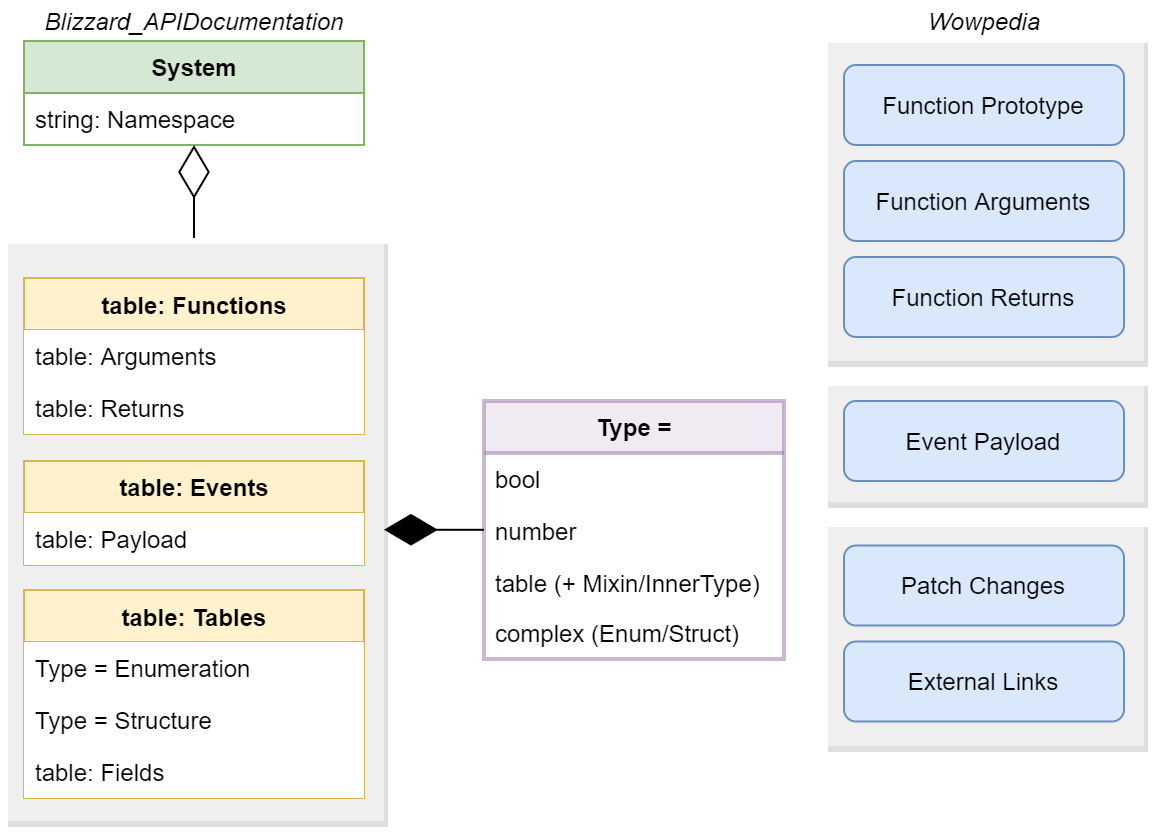 Blizzard_APIDocumentation
System
string: Namespace
table: Functions
table: Arguments
table: Returns
table: Events
table: Payload
table: Tables
Type = Enumeration
Type = Structure
table: Fields
Type =
bool
number
table (+ Mixin/InnerType)
complex (Enum/Struct)
Wowpedia
Function Prototype
Function Arguments
Function Returns
Event Payload
Patch Changes
External Links